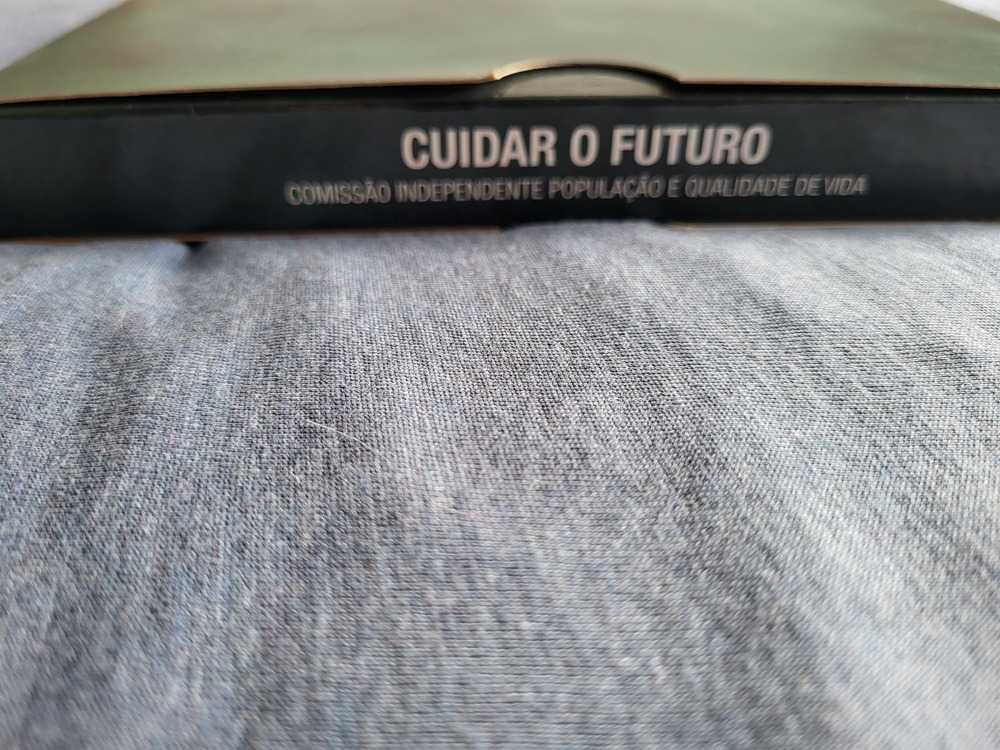 CUIDAR O FUTURO
COMISSÃO INDEPENDENTE POPULAÇÃO E QUALIDADE DE VIDA